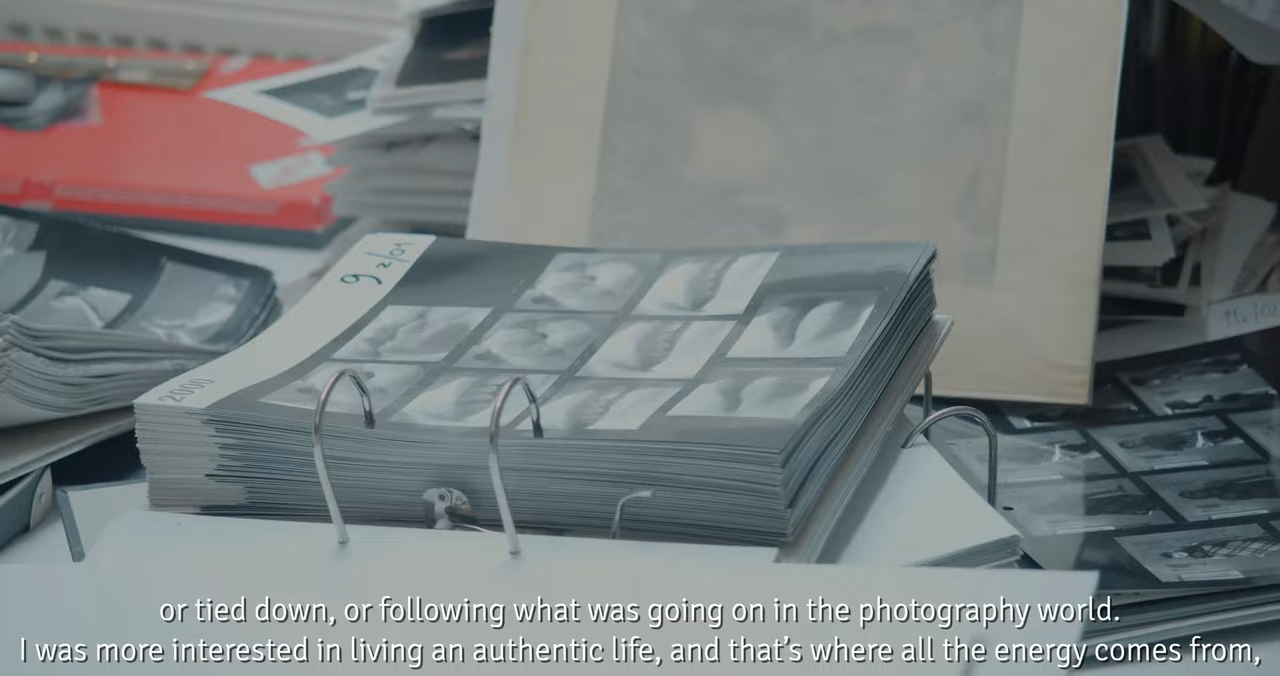 9 2/01
2000
or tied down, or following what was going on in the photography world.
I was more interested in living an authentic life, and that’s where all the energy comes from,